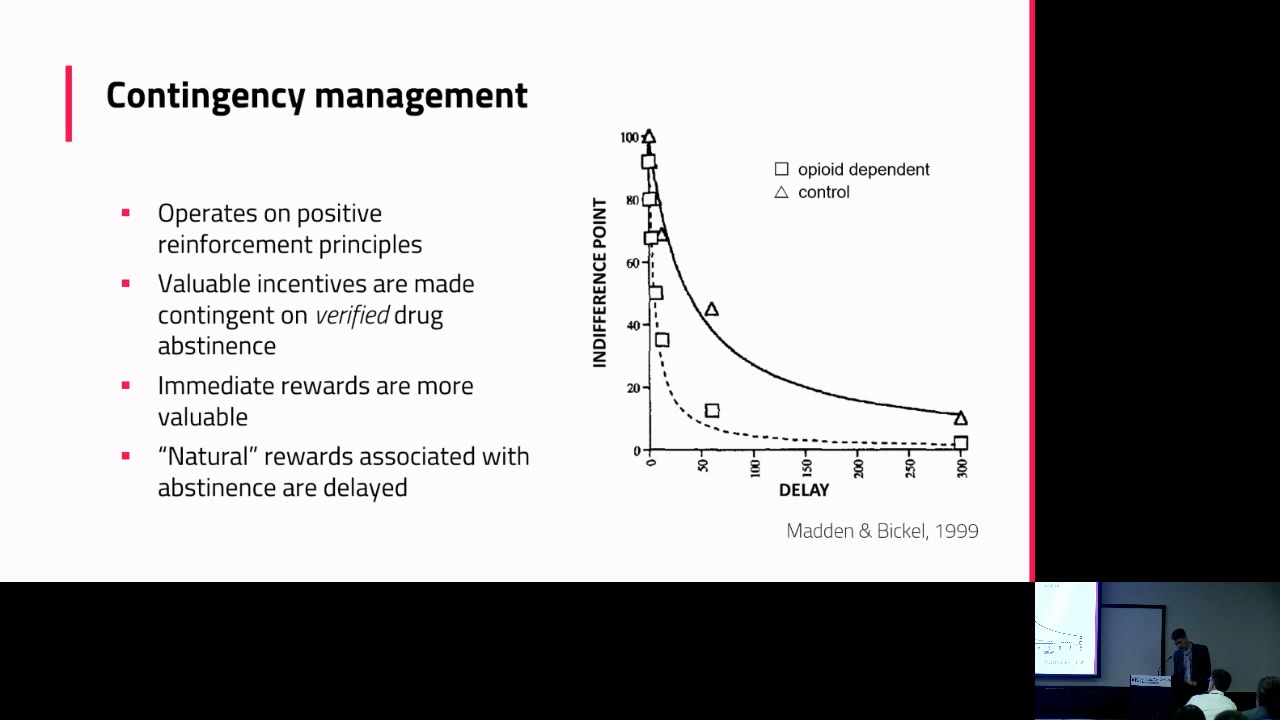 Contingency management
Operates on positive
reinforcement principles
Valuable incentives are made
contingent on verified drug
abstinence
Immediate rewards are more
valuable
“Natural” rewards associated with
abstinence are delayed
opioid dependent
control
INDIFFERENCE POINT
100
80
60
40
20
0
0
50
100
150
200
250
300
DELAY
Madden & Bickel, 1999